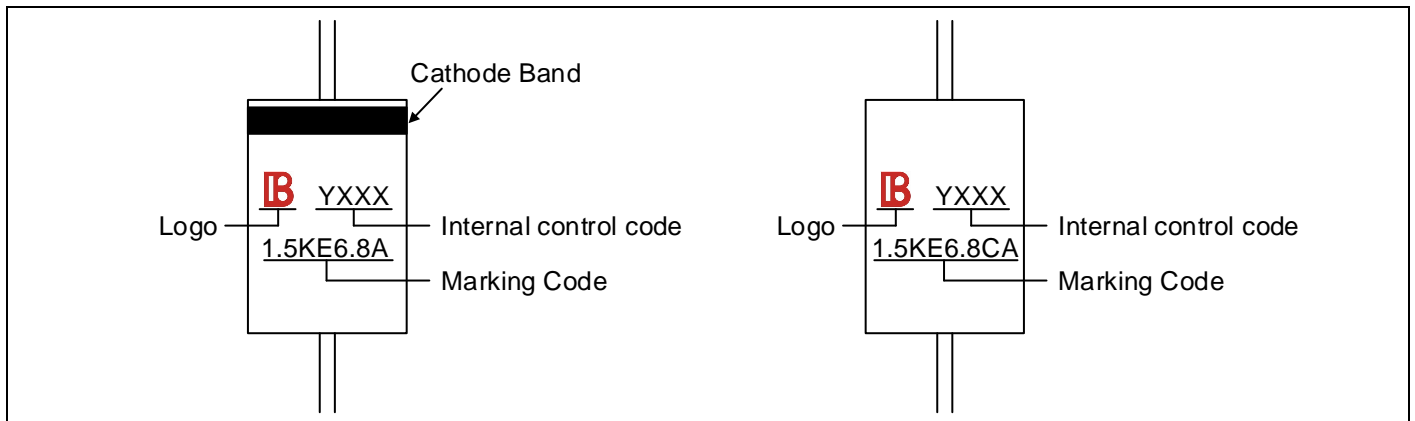 Cathode Band
B YXXX
Logo
Internal control code
1.5KE6.8A
Marking Code
B YXXX
Logo
Internal control code
1.5KE6.8CA
Marking Code